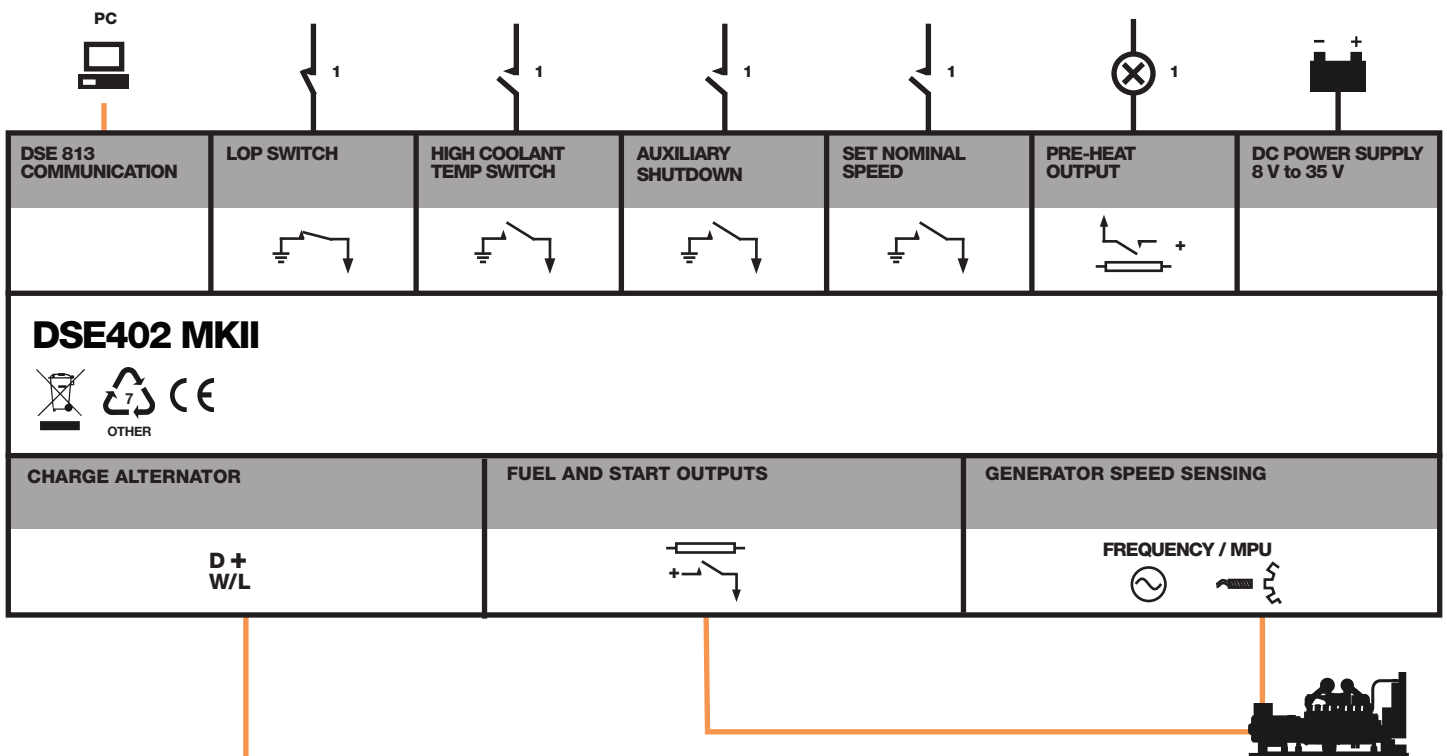 PC
1
1
1
1
1
- +
DSE 813
COMMUNICATION
LOP SWITCH
HIGH COOLANT
TEMP SWITCH
AUXILIARY
SHUTDOWN
SET NOMINAL
SPEED
PRE-HEAT
OUTPUT
DC POWER SUPPLY
8 V to 35 V
+
DSE402 MKII
7
OTHER
CE
CHARGE ALTERNATOR
FUEL AND START OUTPUTS
GENERATOR SPEED SENSING
D +
W/L
+
FREQUENCY / MPU